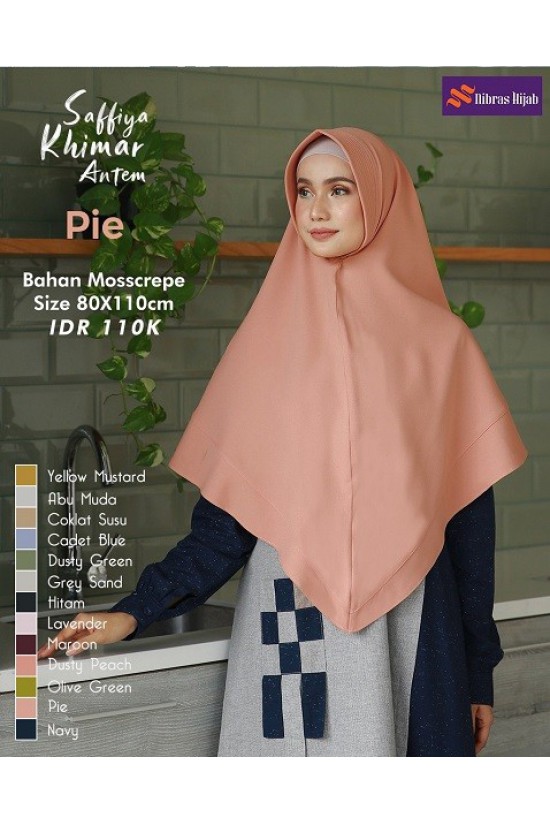 Saffiya
Khimar
Antem
Pie
Bahan Mosscrepe
Size 80X110cm
IDR 110K
Nibras Hijab
Yellow Mustard
Abu Muda
Coklat Susu
Cadet Blue
Dusty Green
Grey Sand
Hitam
Lavender
Maroon
Dusty Peach
Olive Green
Pie
Navy